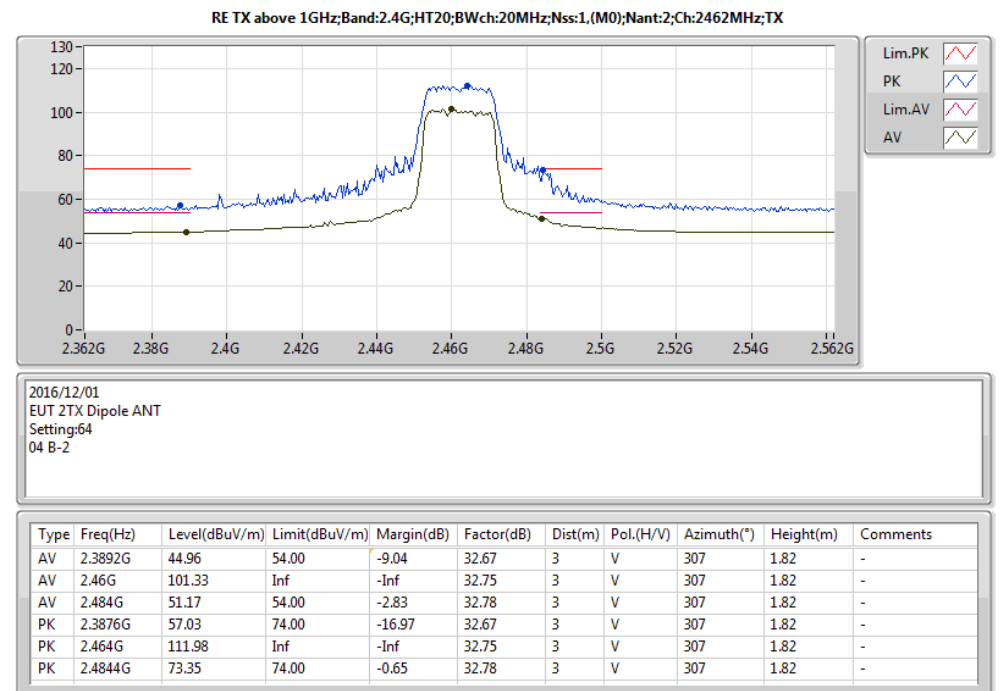 RE TX above 1GHz;Band:2.4G;HT20;BWch:20MHz;Nss:1,(M0);Nant:2;Ch:2462MHz;TX
130
120
100
80
60
40
20
0
2.362G 2.38G 2.4G 2.42G 2.44G 2.46G 2.48G 2.5G 2.52G 2.54G 2.562G
Lim.PK
PK
Lim.AV
AV
2016/12/01
EUT 2TX Dipole ANT
Setting:64
04 B-2
Type Freq(Hz) Level(dBuV/m) Limit(dBuV/m) Margin(dB) Factor(dB) Dist(m) Pol.(H/V) Azimuth(°) Height(m) Comments
AV 2.3892G 44.96 54.00 -9.04 32.67 3 V 307 1.82 -
AV 2.46G 101.33 Inf -Inf 32.75 3 V 307 1.82 -
AV 2.484G 51.17 54.00 -2.83 32.78 3 V 307 1.82 -
PK 2.3876G 57.03 74.00 -16.97 32.67 3 V 307 1.82 -
PK 2.464G 111.98 Inf -Inf 32.75 3 V 307 1.82 -
PK 2.4844G 73.35 74.00 -0.65 32.78 3 V 307 1.82 -